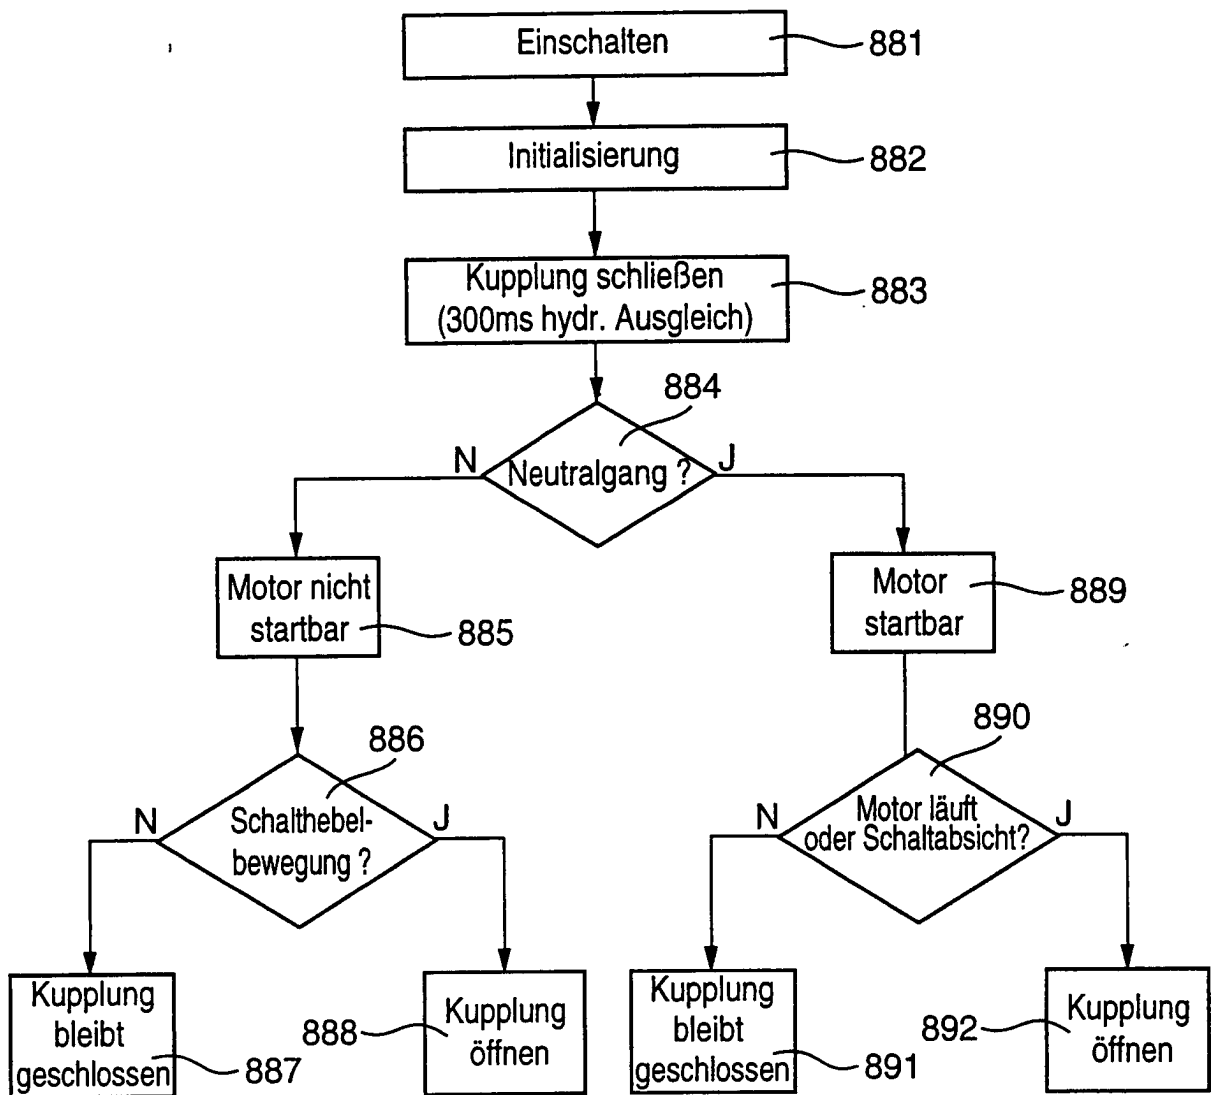 Einschalten
881
Initialisierung
882
Kupplung schließen
(300ms hydr. Ausgleich)
883
884
N
Neutralgang ?
J
Motor nicht
startbar
885
Motor
startbar
889
886
N
Schalthebel-
bewegung ?
J
890
N
Motor läuft
oder Schaltabsicht?
J
Kupplung
bleibt
geschlossen
887
888
Kupplung
öffnen
Kupplung
bleibt
geschlossen
891
892
Kupplung
öffnen